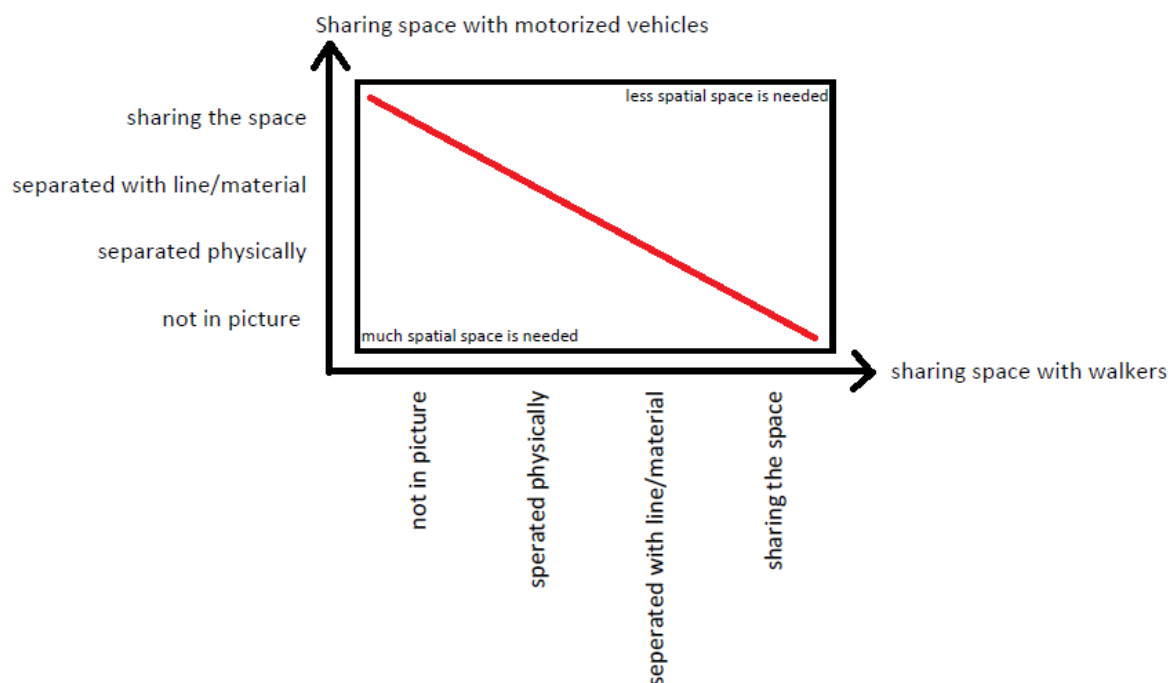 Sharing space with motorized vehicles
less spatial space is needed
sharing the space
separated with line/material
separated physically
not in picture
much spatial space is needed
sharing space with walkers
not in picture
sperated physically
seperated with line/material
sharing the space